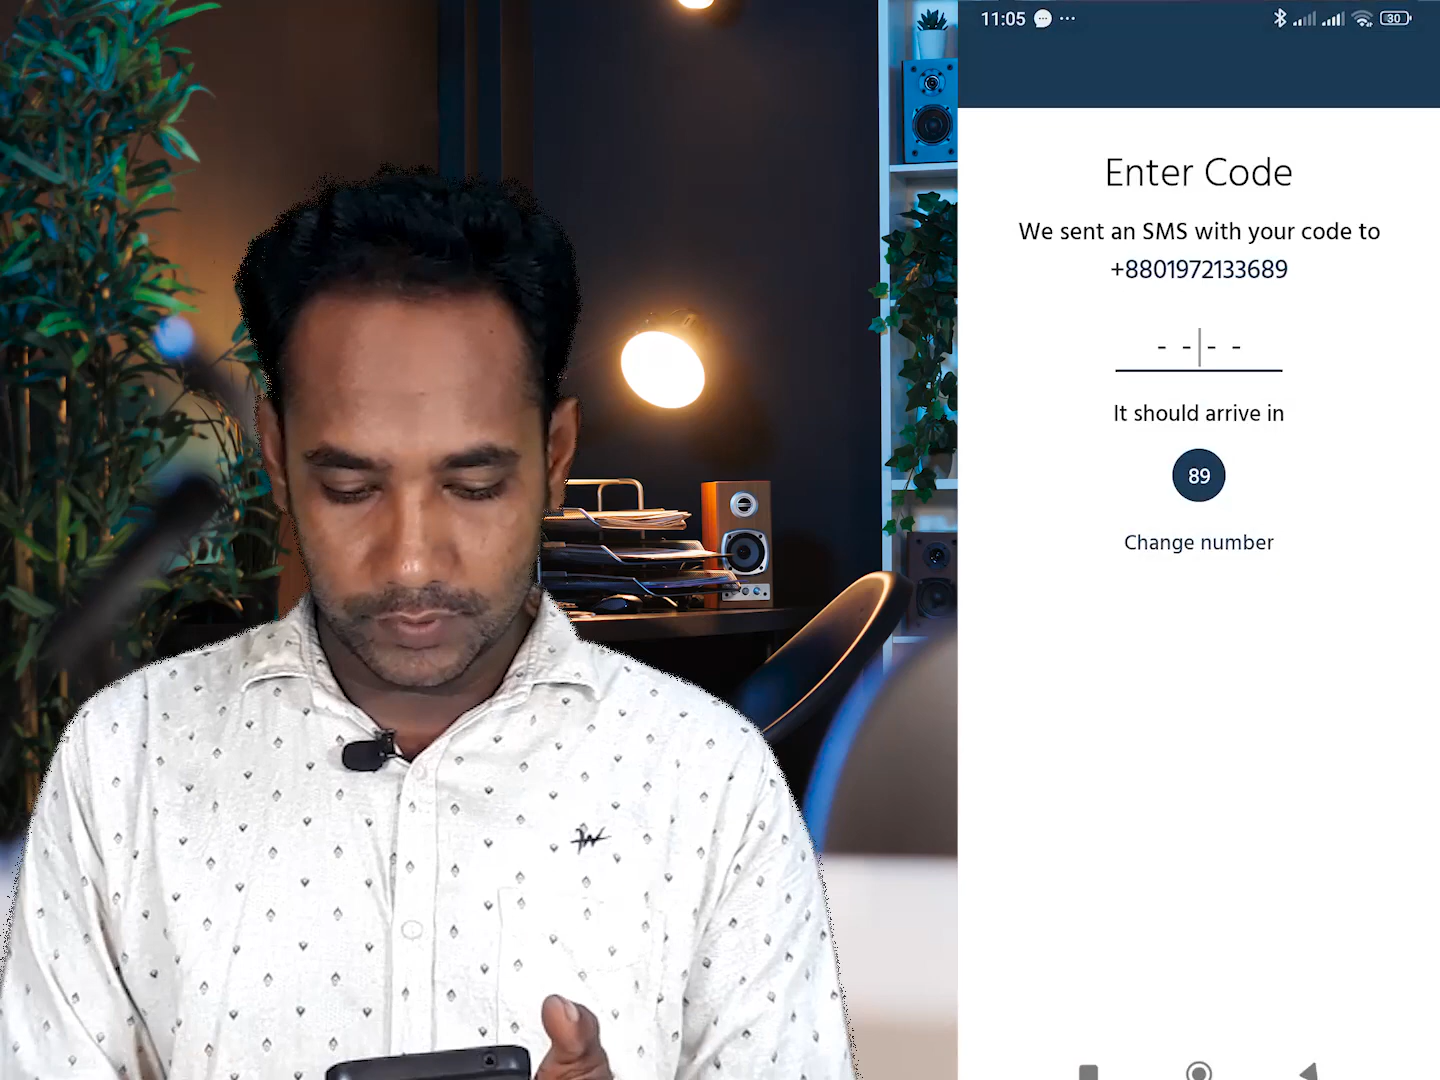 11:05
30
Enter Code
We sent an SMS with your code to
+8801972133689
- - - -
It should arrive in
89
Change number